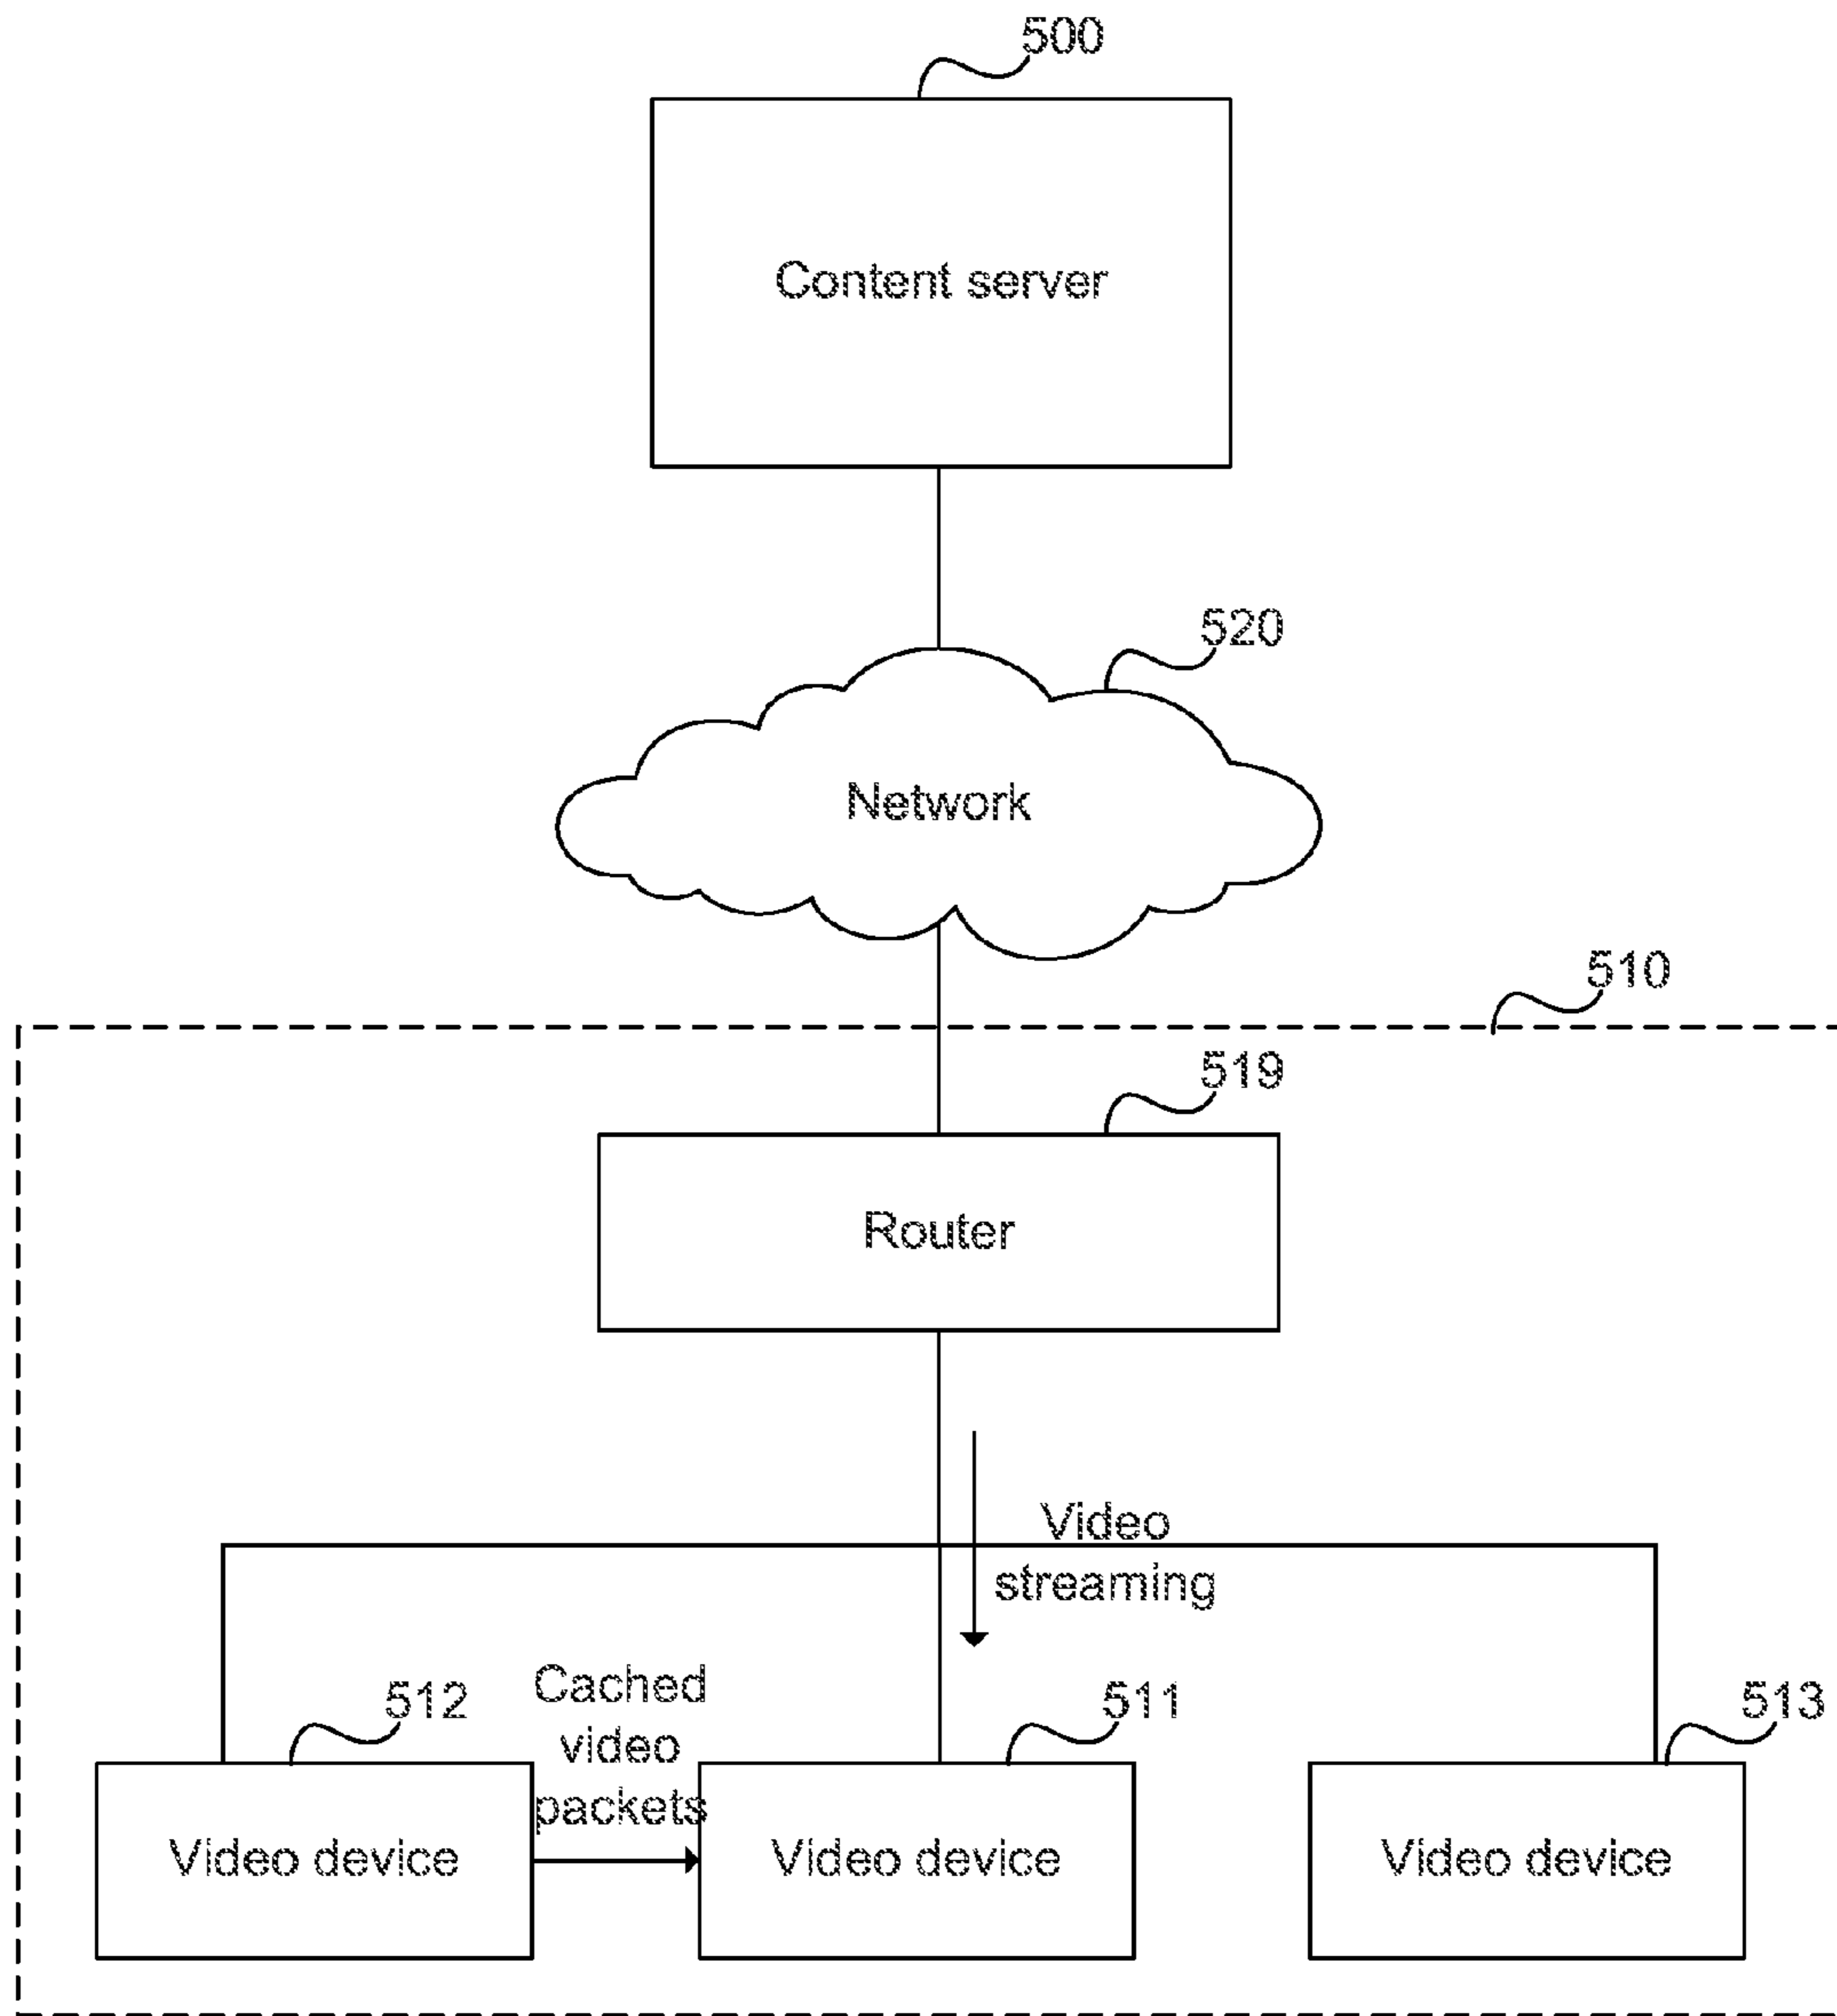 500
Content server
520
Network
510
519
Router
Video
streaming
512
Cached
video
packets
511
513
Video device
Video device
Video device